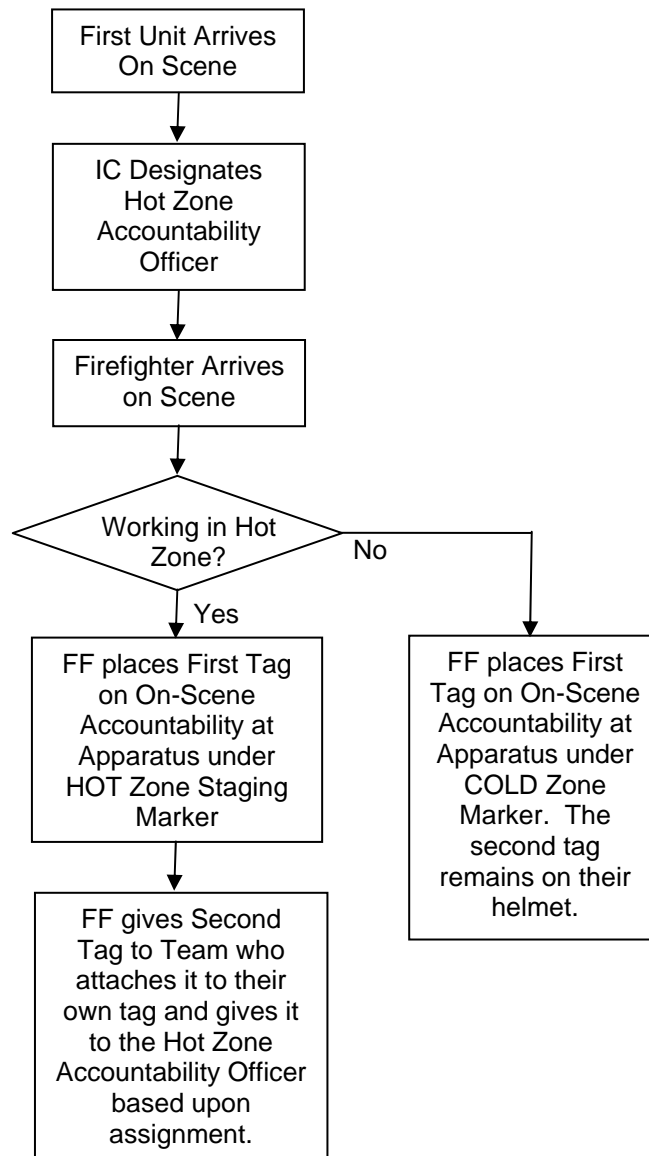 First Unit Arrives
On Scene
IC Designates
Hot Zone
Accountability
Officer
Firefighter Arrives
on Scene
Working in Hot
Zone?
No
Yes
FF places First Tag
on On-Scene
Accountability at
Apparatus under
HOT Zone Staging
Marker
FF places First
Tag on On-Scene
Accountability at
Apparatus under
COLD Zone
Marker.  The
second tag
remains on their
helmet.
FF gives Second
Tag to Team who
attaches it to their
own tag and gives it
to the Hot Zone
Accountability Officer
based upon
assignment.